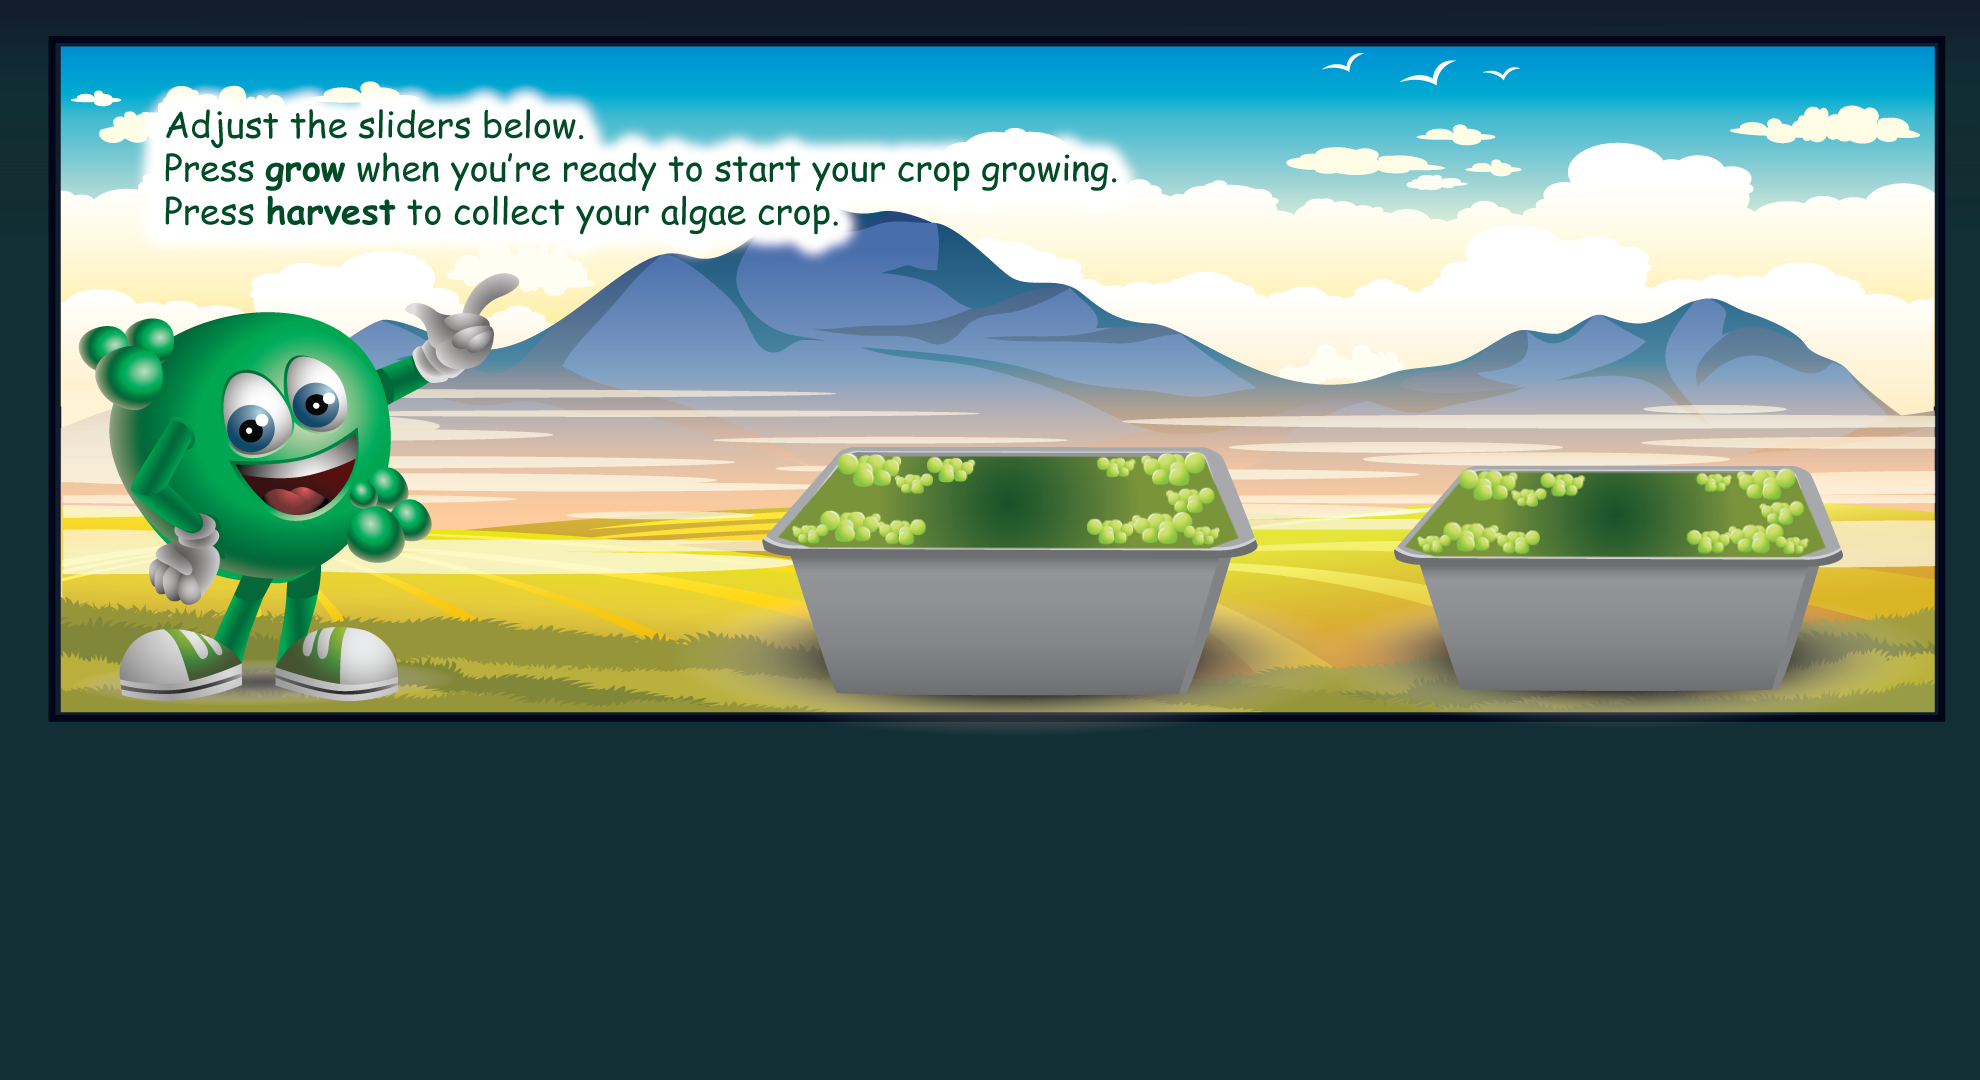 Adjust the sliders below.
Press grow when you’re ready to start your crop growing.
Press harvest to collect your algae crop.